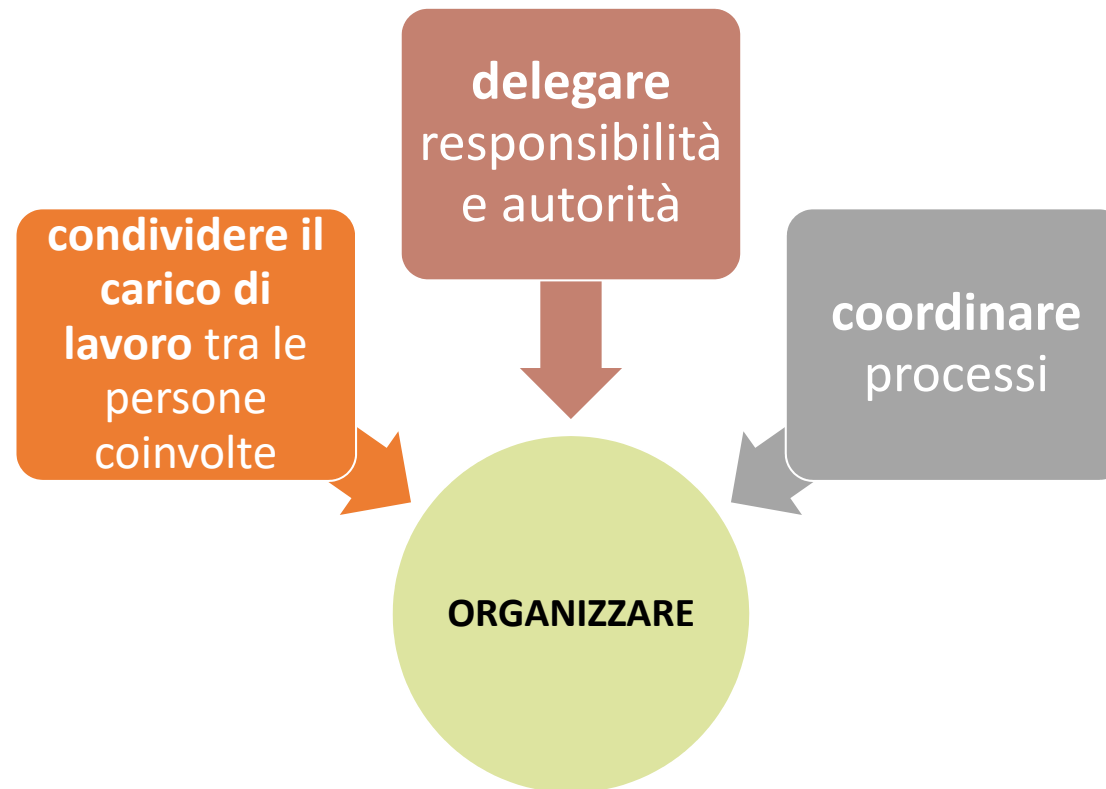 condividere il
carico di
lavoro tra le
persone
coinvolte
delegare
responsibilità
e autorità
coordinare
processi
ORGANIZZARE